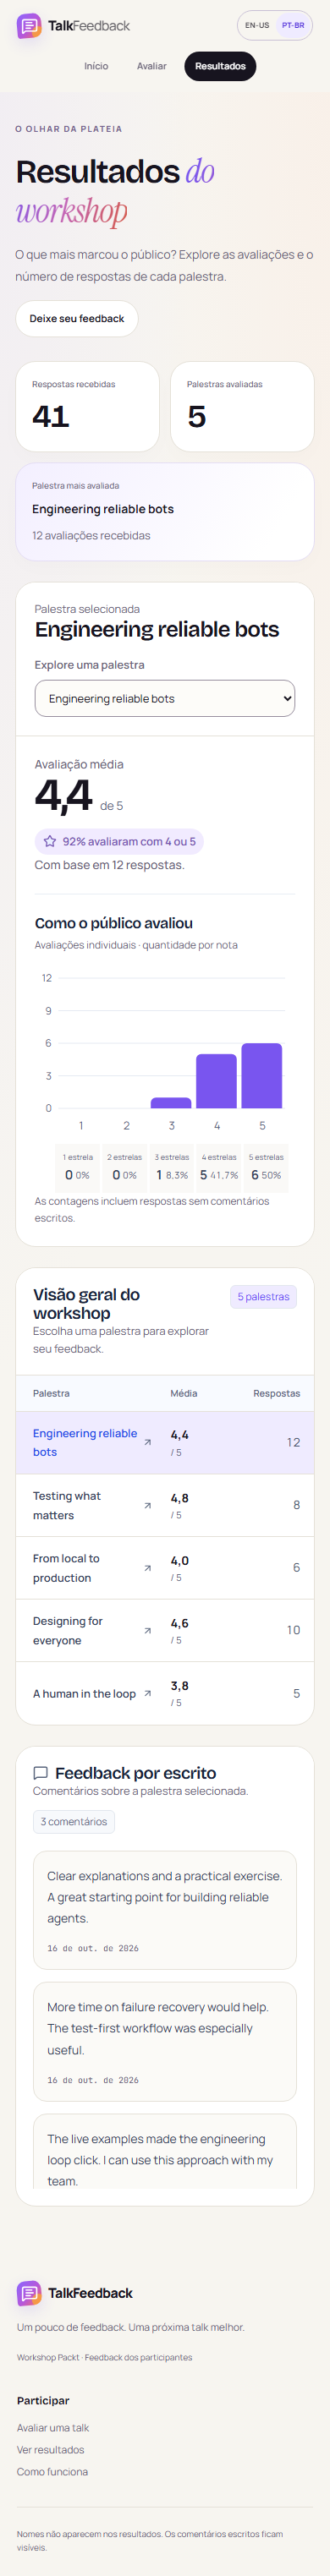 TalkFeedback
EN-US PT-BR
Início Avaliar Resultados
O OLHAR DA PLATEIA
Resultados do
workshop
O que mais marcou o público? Explore as avaliações e o
número de respostas de cada palestra.
Deixe seu feedback
Respostas recebidas
41
Palestras avaliadas
5
Palestra mais avaliada
Engineering reliable bots
12 avaliações recebidas
Palestra selecionada
Engineering reliable bots
Explore uma palestra
Engineering reliable bots
Avaliação média
4,4 de 5
92% avaliaram com 4 ou 5
Com base em 12 respostas.
Como o público avaliou
Avaliações individuais · quantidade por nota
12
9
6
3
0
1 2 3 4 5
1 estrela 2 estrelas 3 estrelas 4 estrelas 5 estrelas
0 0% 0 0% 1 8,3% 5 41,7% 6 50%
As contagens incluem respostas sem comentários
escritos.
Visão geral do
workshop
5 palestras
Escolha uma palestra para explorar
seu feedback.
Palestra Média Respostas
Engineering reliable
bots
4,4
/ 5
12
Testing what
matters
4,8
/ 5
8
From local to
production
4,0
/ 5
6
Designing for
everyone
4,6
/ 5
10
A human in the loop
3,8
/ 5
5
Feedback por escrito
Comentários sobre a palestra selecionada.
3 comentários
Clear explanations and a practical exercise.
A great starting point for building reliable
agents.
16 de out. de 2026
More time on failure recovery would help.
The test-first workflow was especially
useful.
16 de out. de 2026
The live examples made the engineering
loop click. I can use this approach with my
team.
TalkFeedback
Um pouco de feedback. Uma próxima talk melhor.
Workshop Packt · Feedback dos participantes
Participar
Avaliar uma talk
Ver resultados
Como funciona
Nomes não aparecem nos resultados. Os comentários escritos ficam
visíveis.